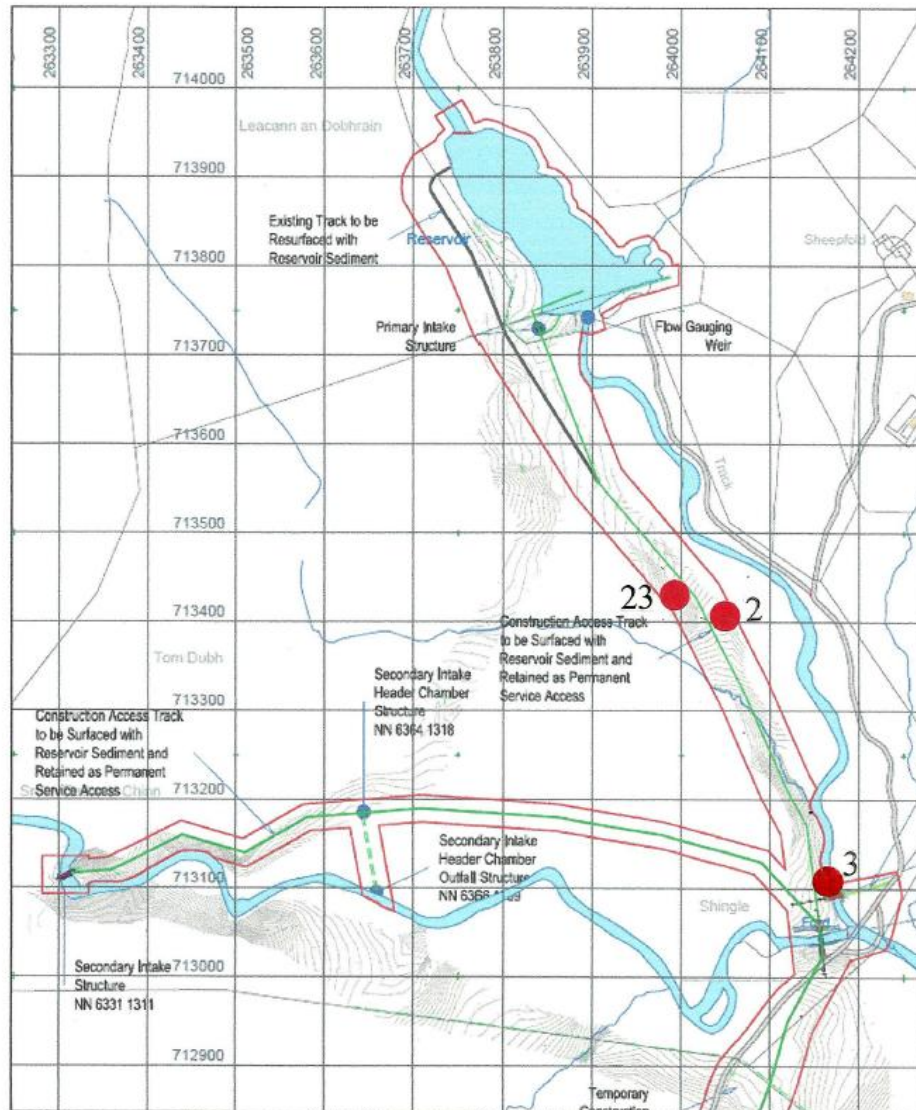 263300
263400
263500
263600
263700
263800
263900
264000
264100
264200
714000
Leacann an Dobhrain
713900
Existing Track to be
Resurfaced with
Reservoir Sediment
Reservoir
Sheepfold
713800
Primary Intake
Structure
Flow Gauging
Weir
713700
713600
Track
713500
23
2
713400
Construction Access Track
to be Surfaced with
Reservoir Sediment and
Retained as Permanent
Service Access
Tom Dubh
Secondary Intake
Header Chamber
Structure
NN 6364 1318
713300
Construction Access Track
to be Surfaced with
Reservoir Sediment and
Retained as Permanent
Service Access
713200
Secondary Intake
Header Chamber
Outfall Structure
NN 6366
713100
3
Shingle
Ford
Secondary Intake
Structure
NN 6331 1311
713000
712900
Temporary
Construction